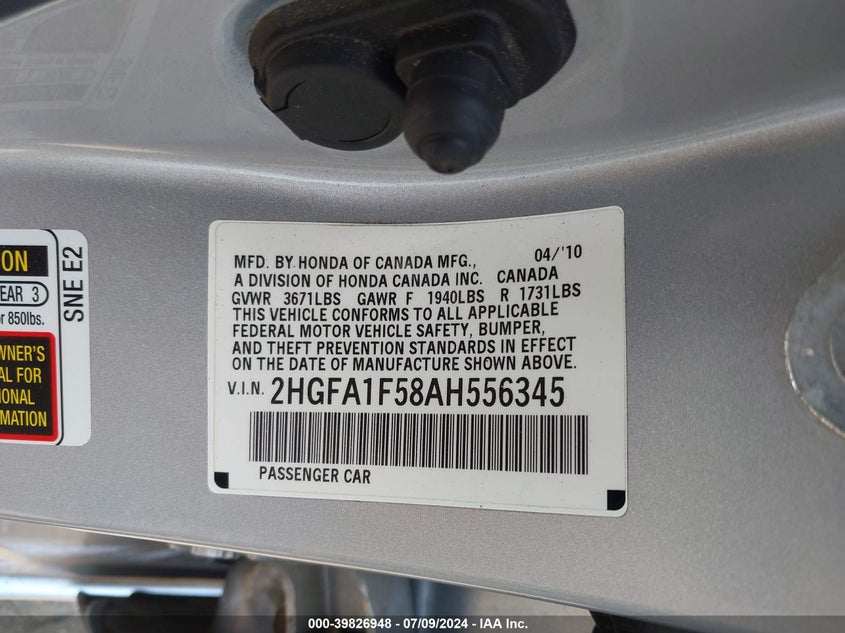 ON
EAR 3
r 850lbs.
WNER'S
AL FOR
IONAL
RMATION
SNE E2
MFD. BY HONDA OF CANADA MFG., 04/'10
A DIVISION OF HONDA CANADA INC. CANADA
GVWR 3671LBS GAWR F 1940LBS R 1731LBS
THIS VEHICLE CONFORMS TO ALL APPLICABLE
FEDERAL MOTOR VEHICLE SAFETY, BUMPER,
AND THEFT PREVENTION STANDARDS IN EFFECT
ON THE DATE OF MANUFACTURE SHOWN ABOVE.
V.I.N. 2HGFA1F58AH556345
PASSENGER CAR
000-39826948 - 07/09/2024 - IAA Inc.